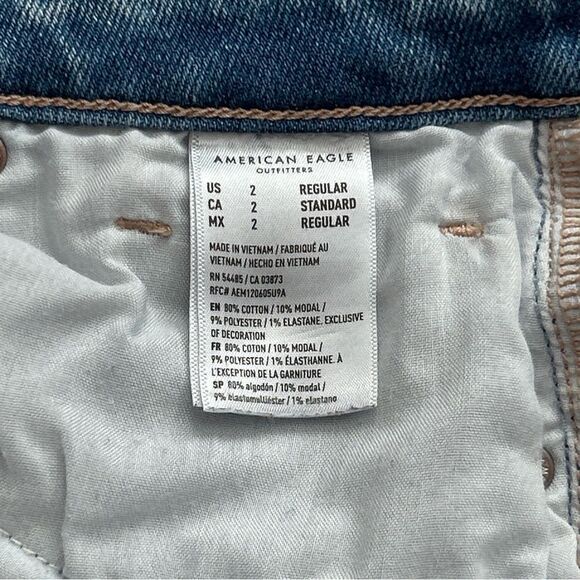 AMERICAN EAGLE
OUTFITTERS
US 2 REGULAR
CA 2 STANDARD
MX 2 REGULAR
MADE IN VIETNAM / FABRIQUÉ AU
VIETNAM / HECHO EN VIETNAM
RN 54485 / CA 03873
RFC# AEM120605U9A
EN 80% COTTON / 10% MODAL /
9% POLYESTER / 1% ELASTANE. EXCLUSIVE
OF DECORATION
FR 80% COTON / 10% MODAL /
9% POLYESTER / 1% ÉLASTHANNE. À
L'EXCEPTION DE LA GARNITURE
SP 80% algodón / 10% modal /
9% elastomultiéster / 1% elastano